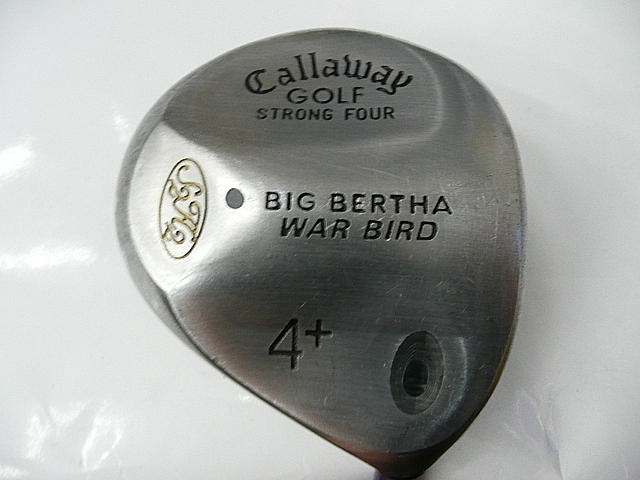 Callaway
GOLF
STRONG FOUR
BIG BERTHA
WAR BIRD
4+